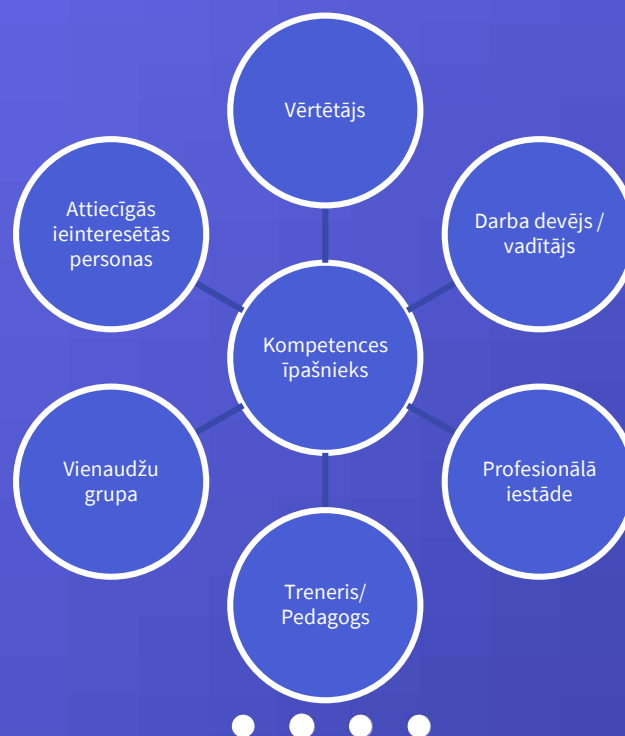 Vērtētājs
Attiecīgās
ieinteresētās
personas
Darba devējs /
vadītājs
Kompetences
īpašnieks
Vienaudžu
grupa
Profesionālā
iestāde
Treneris/
Pedagogs